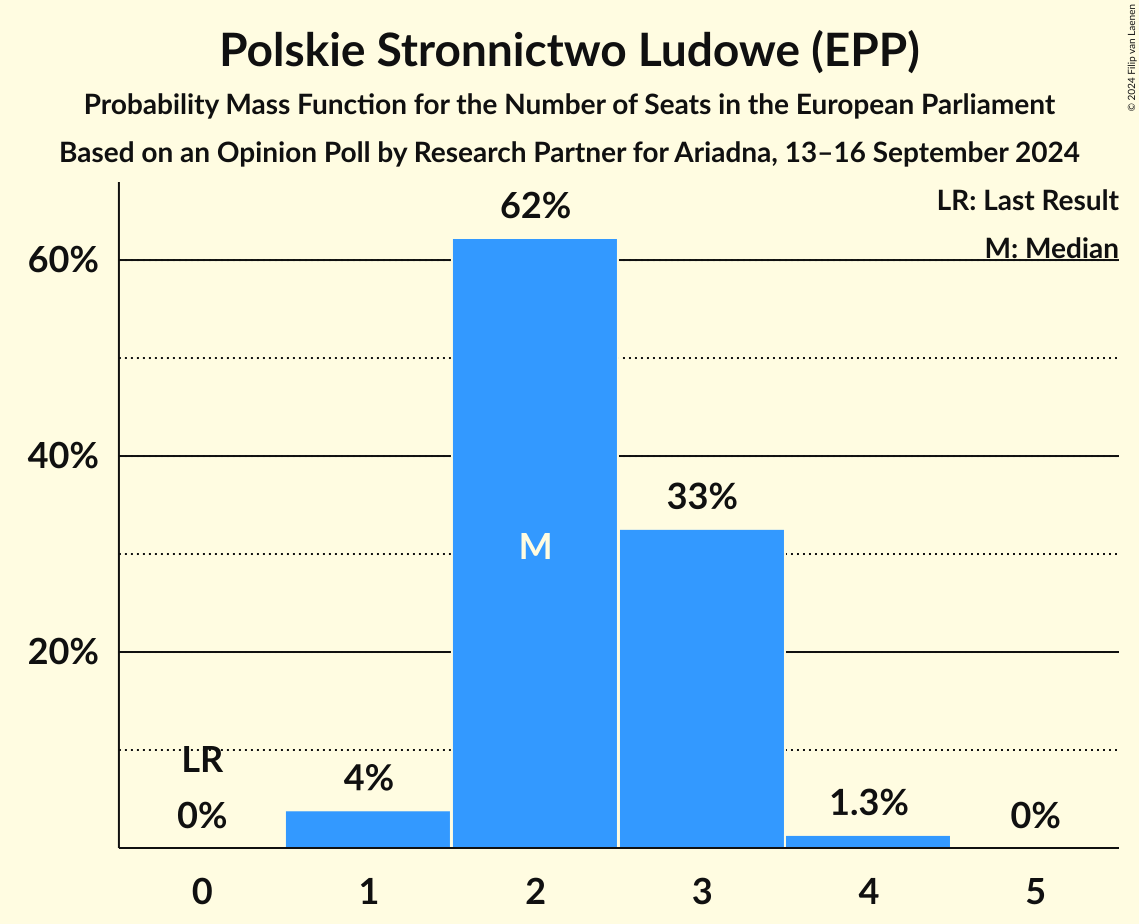 Polskie Stronnictwo Ludowe (EPP)
Probability Mass Function for the Number of Seats in the European Parliament
Based on an Opinion Poll by Research Partner for Ariadna, 13–16 September 2024
© 2024 Filip van Laenen
LR: Last Result
M: Median
62%
60%
40%
33%
M
20%
LR
4%
1.3%
0%
0%
0 1 2 3 4 5